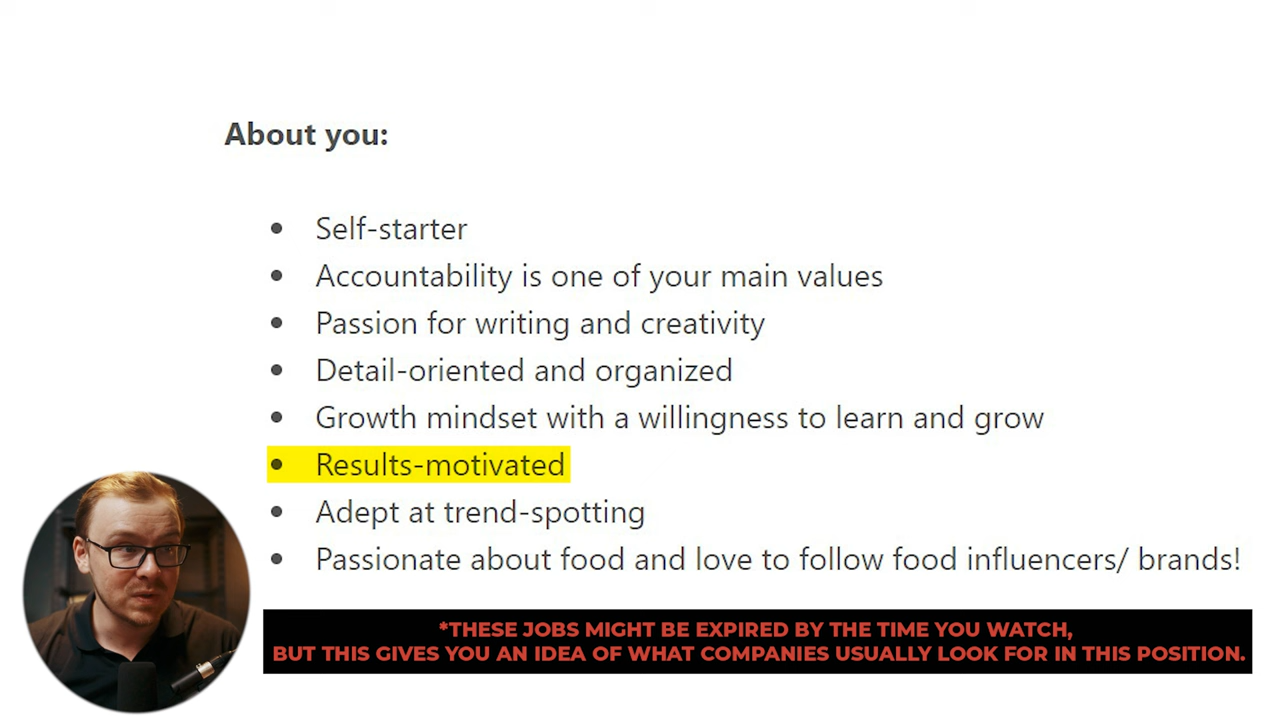 About you:
Self-starter
Accountability is one of your main values
Passion for writing and creativity
Detail-oriented and organized
Growth mindset with a willingness to learn and grow
Results-motivated
Adept at trend-spotting
Passionate about food and love to follow food influencers/ brands!
*THESE JOBS MIGHT BE EXPIRED BY THE TIME YOU WATCH,
BUT THIS GIVES YOU AN IDEA OF WHAT COMPANIES USUALLY LOOK FOR IN THIS POSITION.